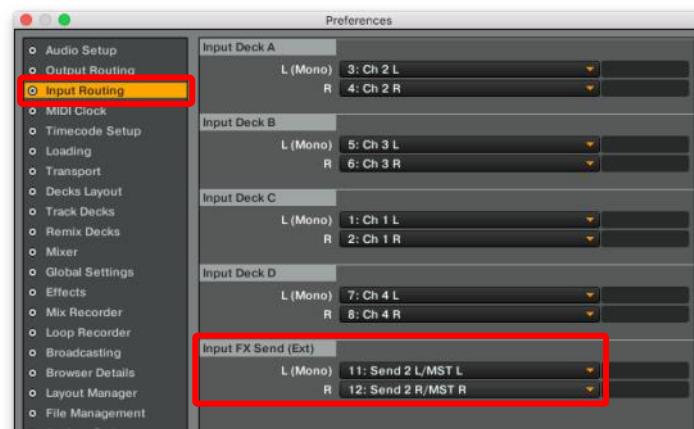 Preferences
Audio Setup
Output Routing
Input Routing
MIDI Clock
Timecode Setup
Loading
Transport
Decks Layout
Track Decks
Remix Decks
Mixer
Global Settings
Effects
Mix Recorder
Loop Recorder
Broadcasting
Browser Details
Layout Manager
File Management
Input Deck A
L (Mono) 3: Ch 2 L
R 4: Ch 2 R
Input Deck B
L (Mono) 5: Ch 3 L
R 6: Ch 3 R
Input Deck C
L (Mono) 1: Ch 1 L
R 2: Ch 1 R
Input Deck D
L (Mono) 7: Ch 4 L
R 8: Ch 4 R
Input FX Send (Ext)
L (Mono) 11: Send 2 L/MST L
R 12: Send 2 R/MST R